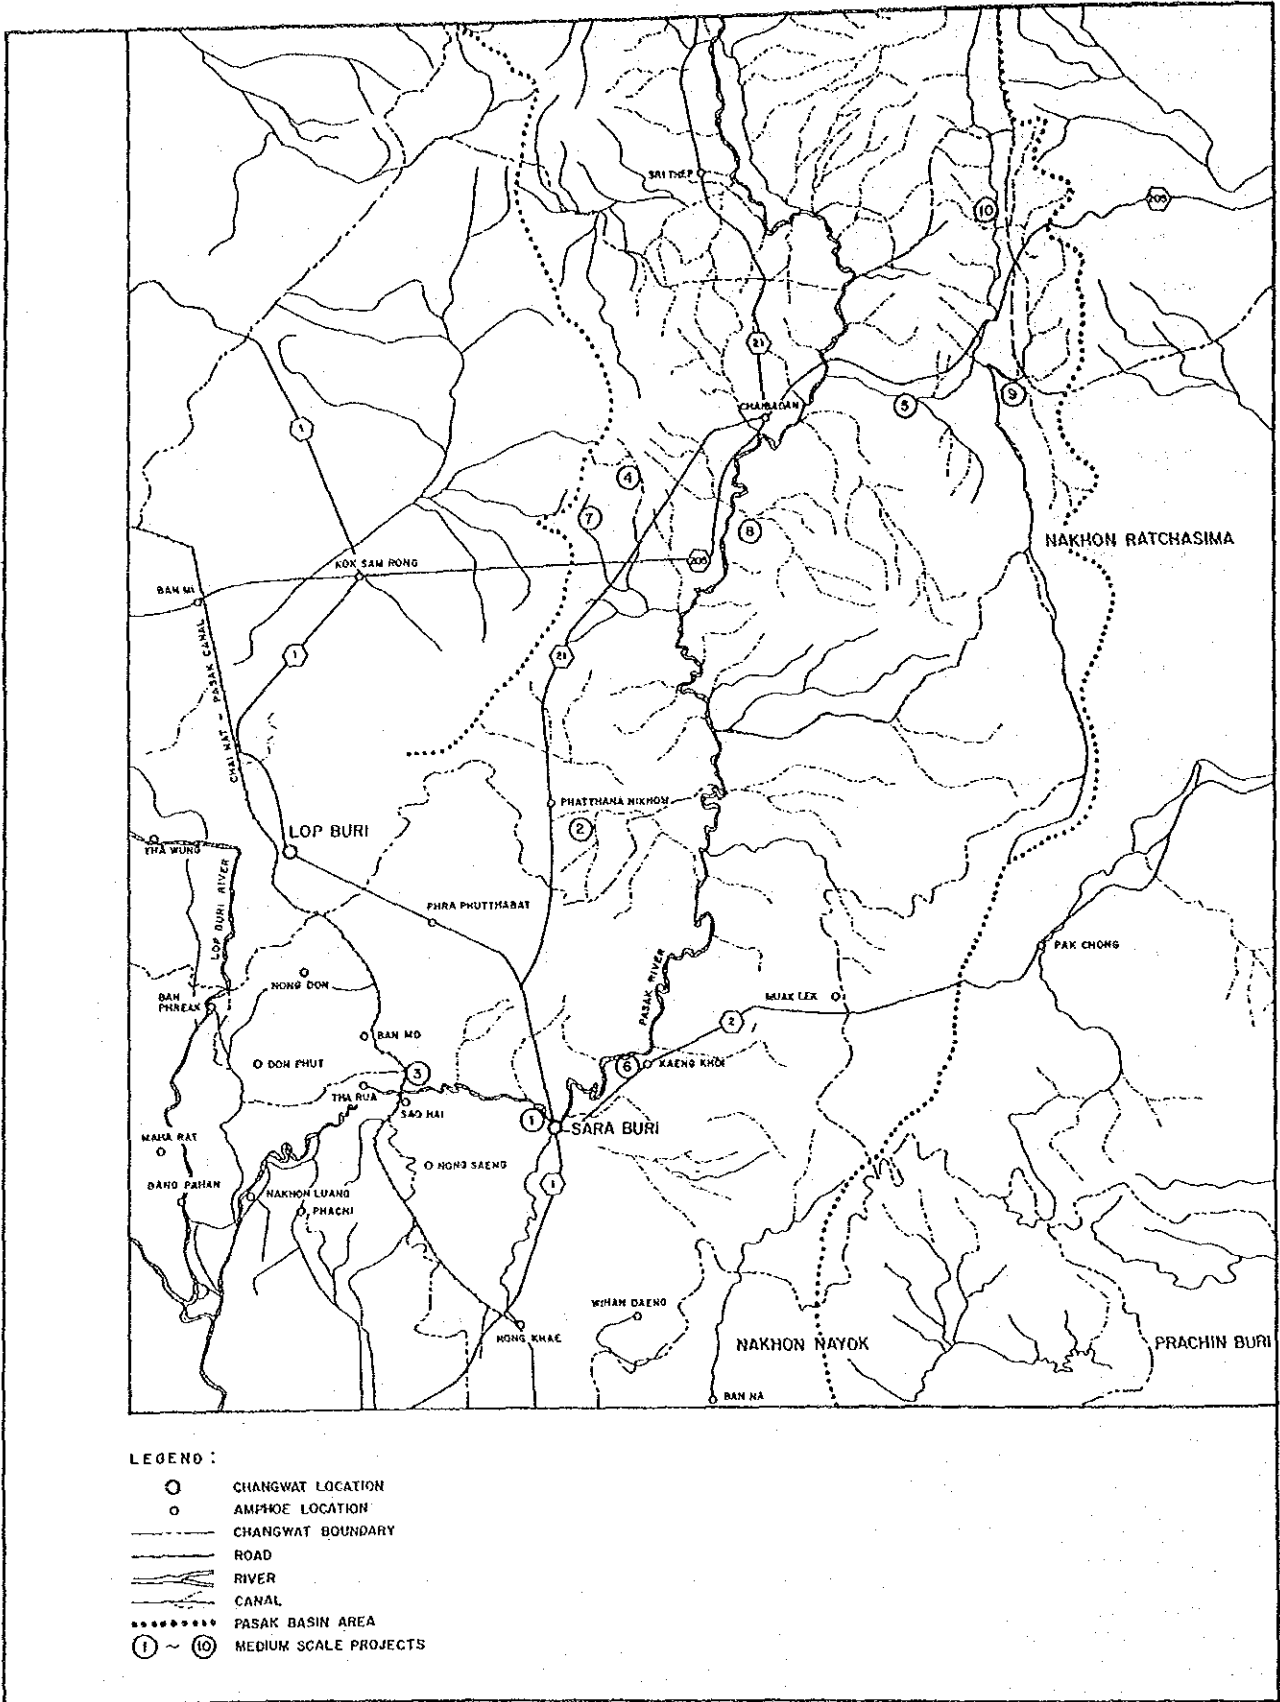 SRI THEP
10
205
21
CHAIBADAN
5
9
1
4
7
8
NAKHON RATCHASIMA
KOK SAM RONG
205
BAN MI
CHAI NAT - PASAK CANAL
1
21
PHATTHANA NIKHOM
2
LOP BURI
THA WUNG
LOP BURI RIVER
PHRA PHUTTHABAT
PAK CHONG
PASAK RIVER
NONG DON
MUAK LEK
BAN
PHREAK
2
BAN MO
DON PHUT
3
6
KAENG KHOI
THA RUA
SAO HAI
1
SARA BURI
MAHA RAT
NONG SAENG
BANG PAHAN
NAKHON LUANG
1
PHACHI
WIHAN DAENG
NONG KHAE
NAKHON NAYOK
PRACHIN BURI
BAN NA
LEGEND :
CHANGWAT LOCATION
AMPHOE LOCATION
CHANGWAT BOUNDARY
ROAD
RIVER
CANAL
PASAK BASIN AREA
1 ~ 10 MEDIUM SCALE PROJECTS